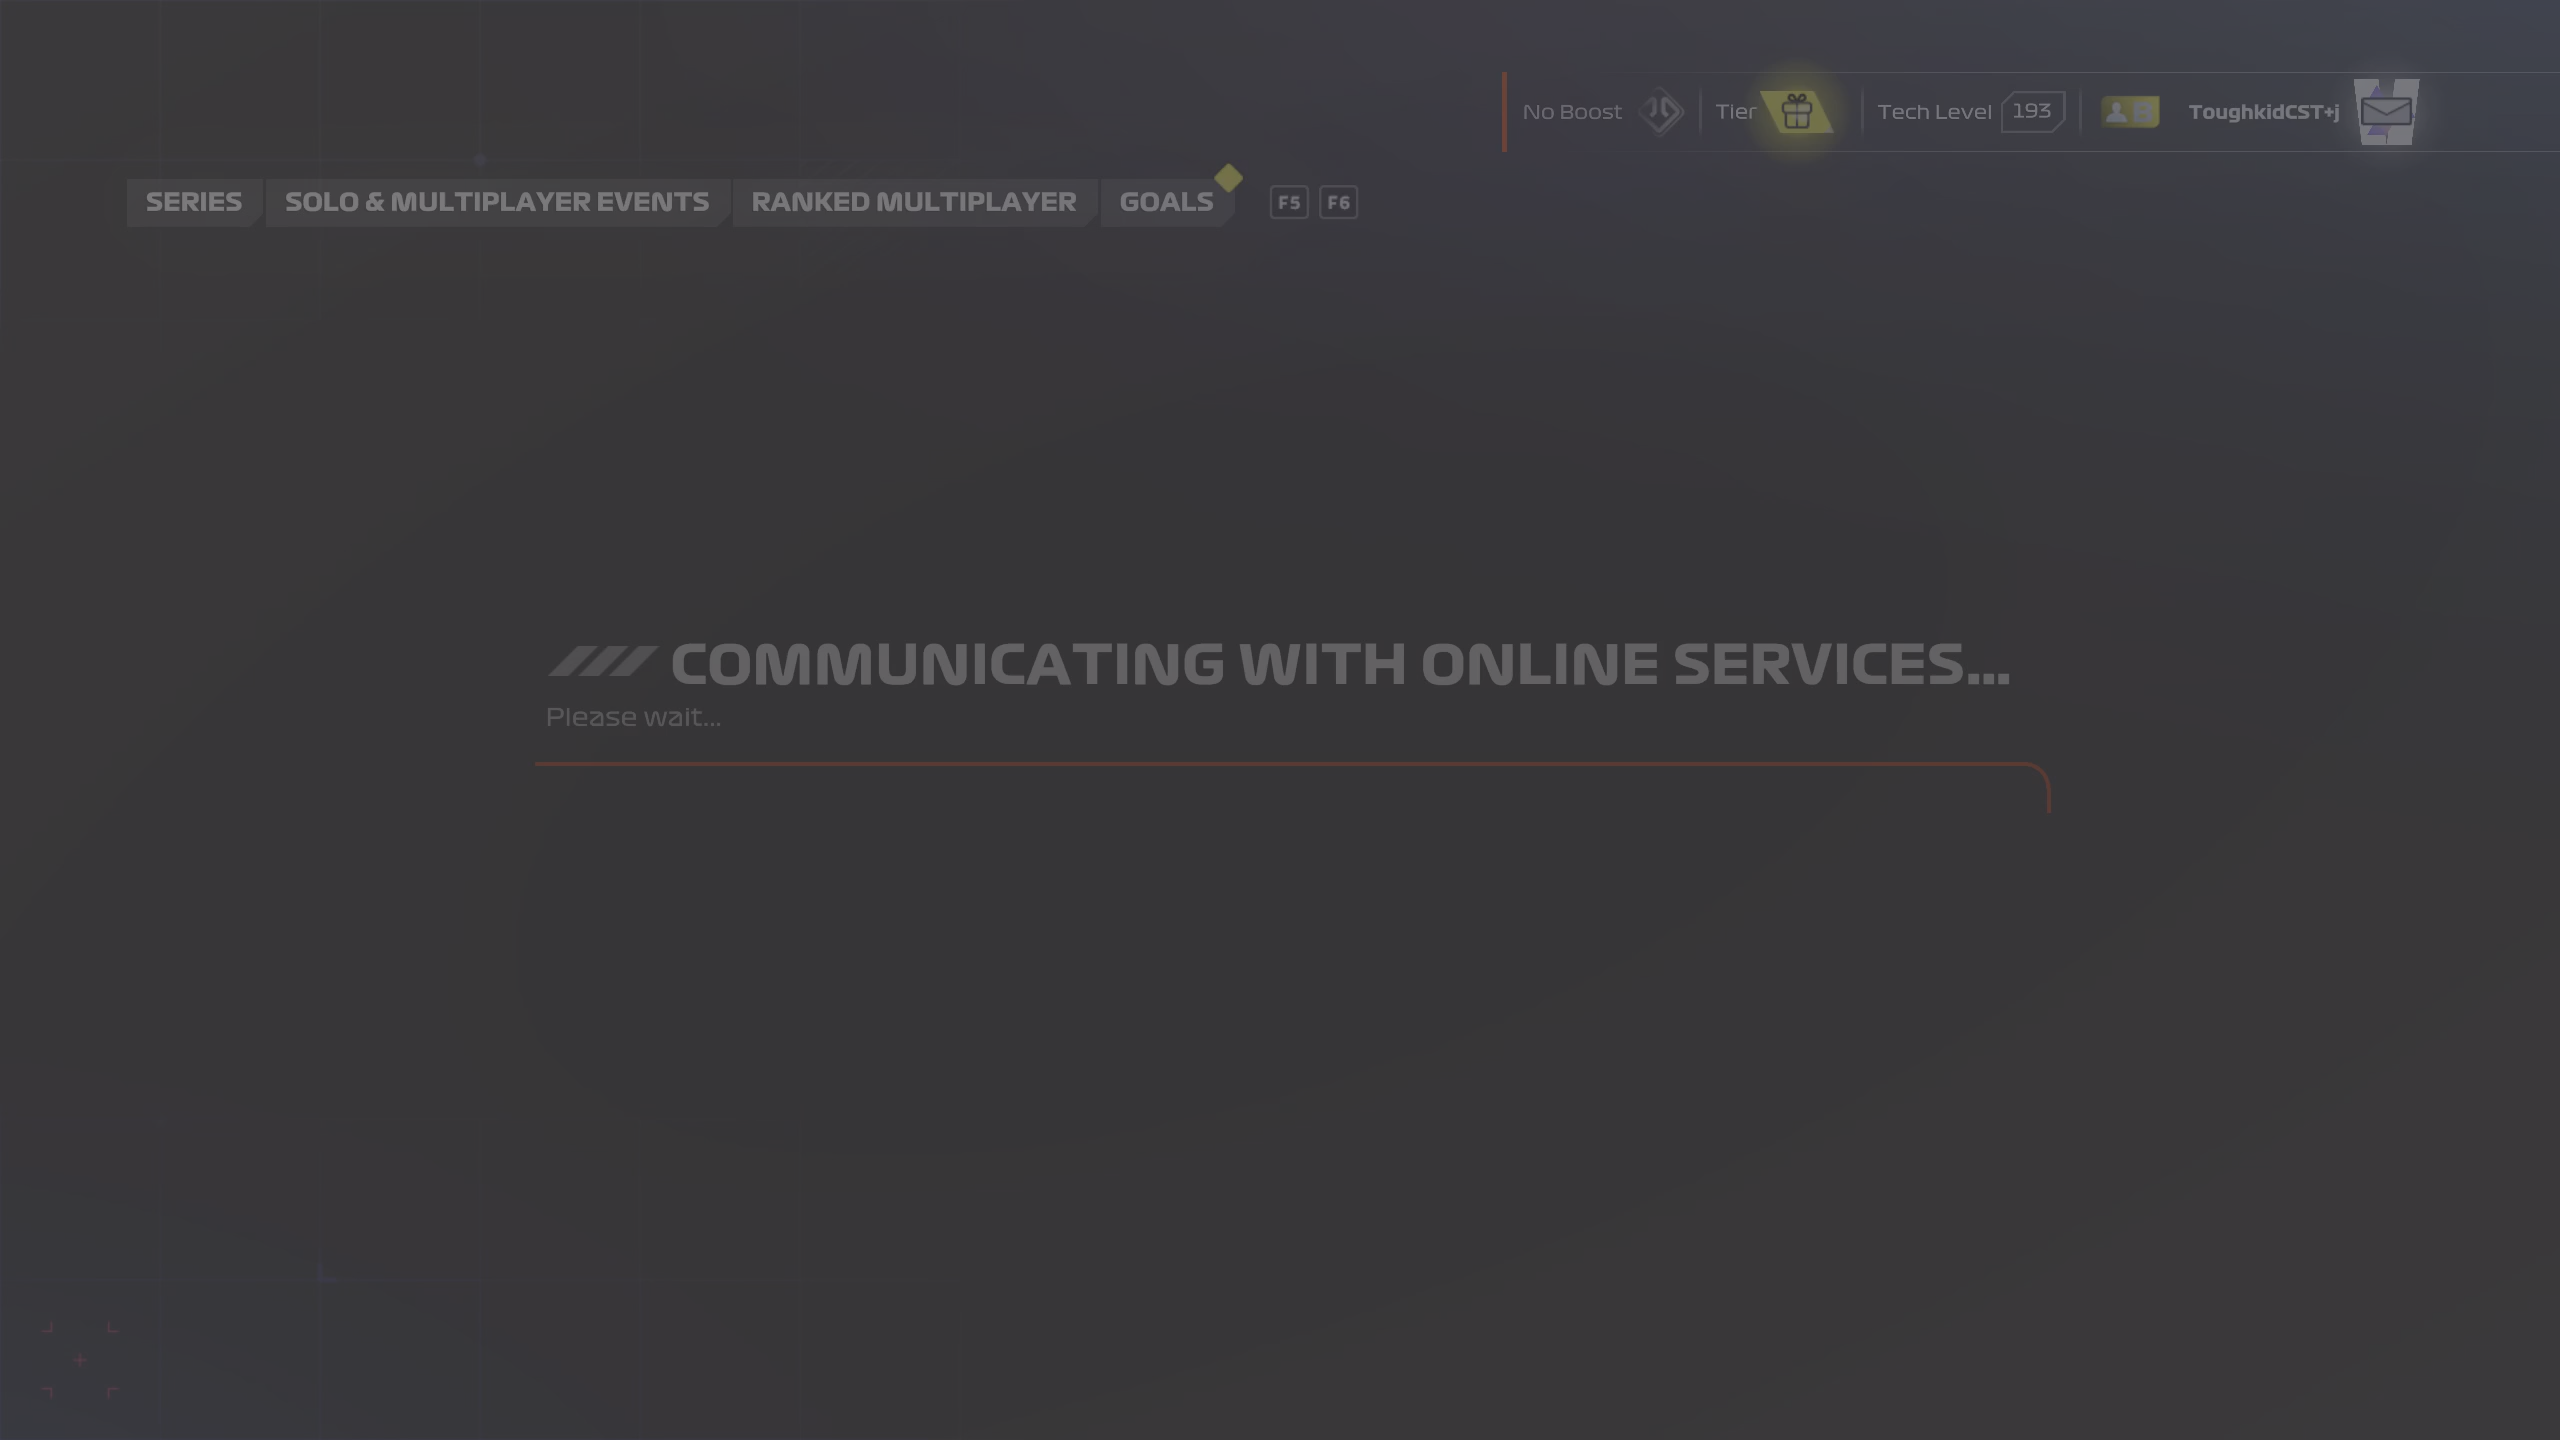 No Boost
Tier
Tech Level 193
B
ToughkidCST+j
SERIES
SOLO & MULTIPLAYER EVENTS
RANKED MULTIPLAYER
GOALS
F5 F6
COMMUNICATING WITH ONLINE SERVICES...
Please wait...